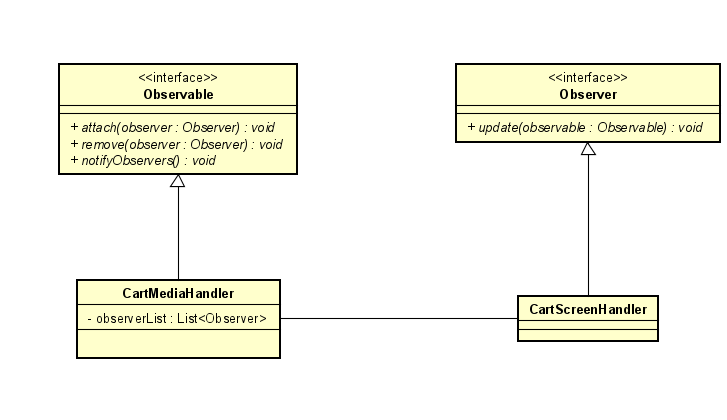 <<interface>>
Observable
+ attach(observer : Observer) : void
+ remove(observer : Observer) : void
+ notifyObservers() : void
<<interface>>
Observer
+ update(observable : Observable) : void
CartMediaHandler
- observerList : List<Observer>
CartScreenHandler